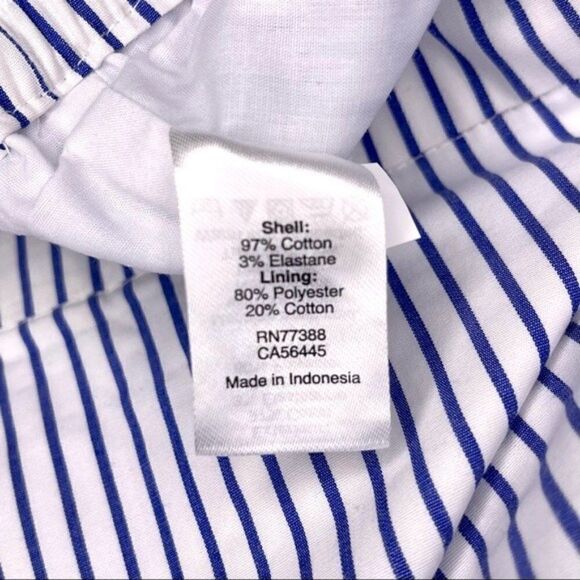 Shell:
97% Cotton
3% Elastane
Lining:
80% Polyester
20% Cotton
RN77388
CA56445
Made in Indonesia